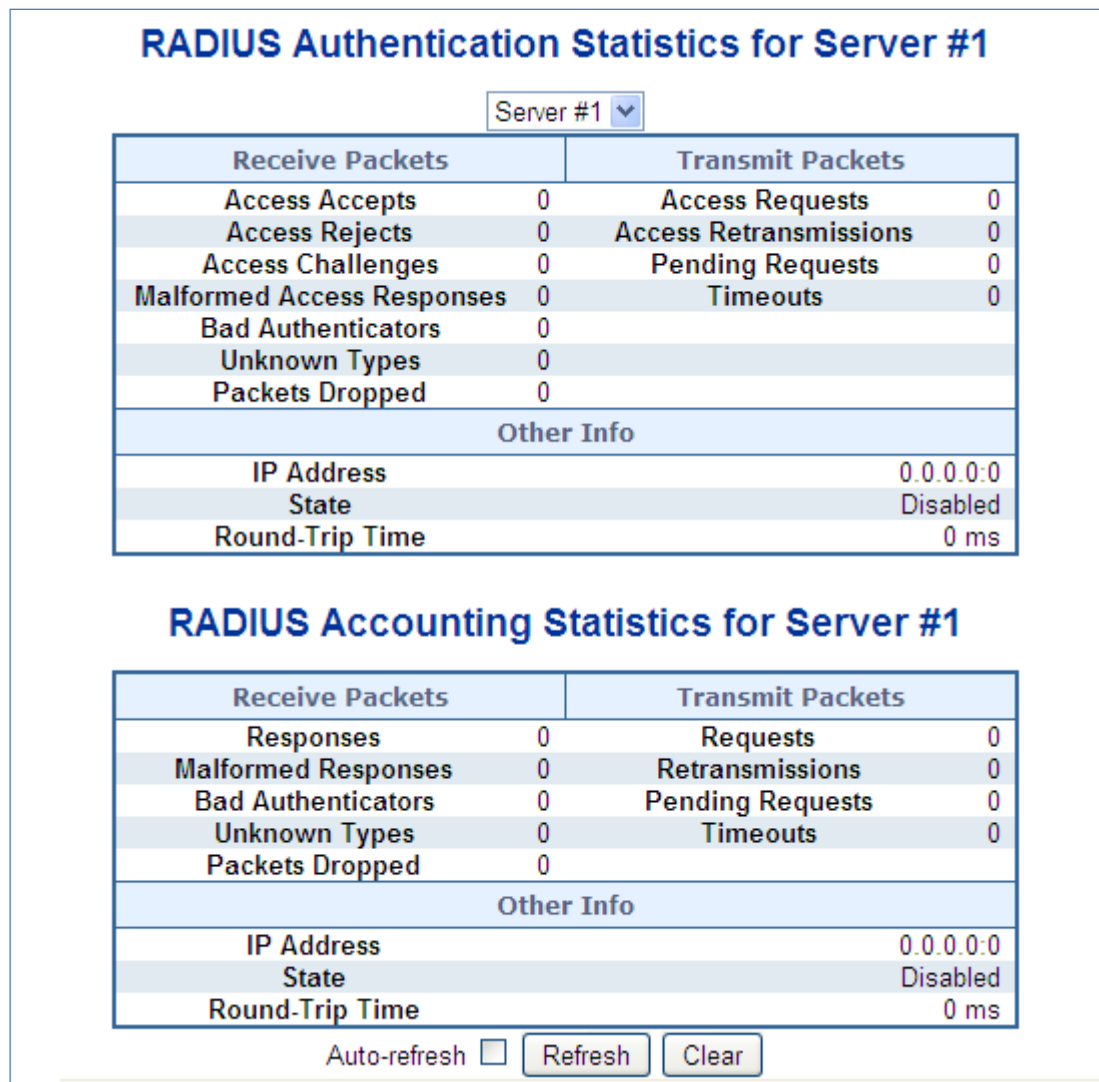 RADIUS Authentication Statistics for Server #1
Server #1
Receive Packets Transmit Packets
Access Accepts 0 Access Requests 0
Access Rejects 0 Access Retransmissions 0
Access Challenges 0 Pending Requests 0
Malformed Access Responses 0 Timeouts 0
Bad Authenticators 0
Unknown Types 0
Packets Dropped 0
Other Info
IP Address 0.0.0.0:0
State Disabled
Round-Trip Time 0 ms
RADIUS Accounting Statistics for Server #1
Receive Packets Transmit Packets
Responses 0 Requests 0
Malformed Responses 0 Retransmissions 0
Bad Authenticators 0 Pending Requests 0
Unknown Types 0 Timeouts 0
Packets Dropped 0
Other Info
IP Address 0.0.0.0:0
State Disabled
Round-Trip Time 0 ms
Auto-refresh Refresh Clear